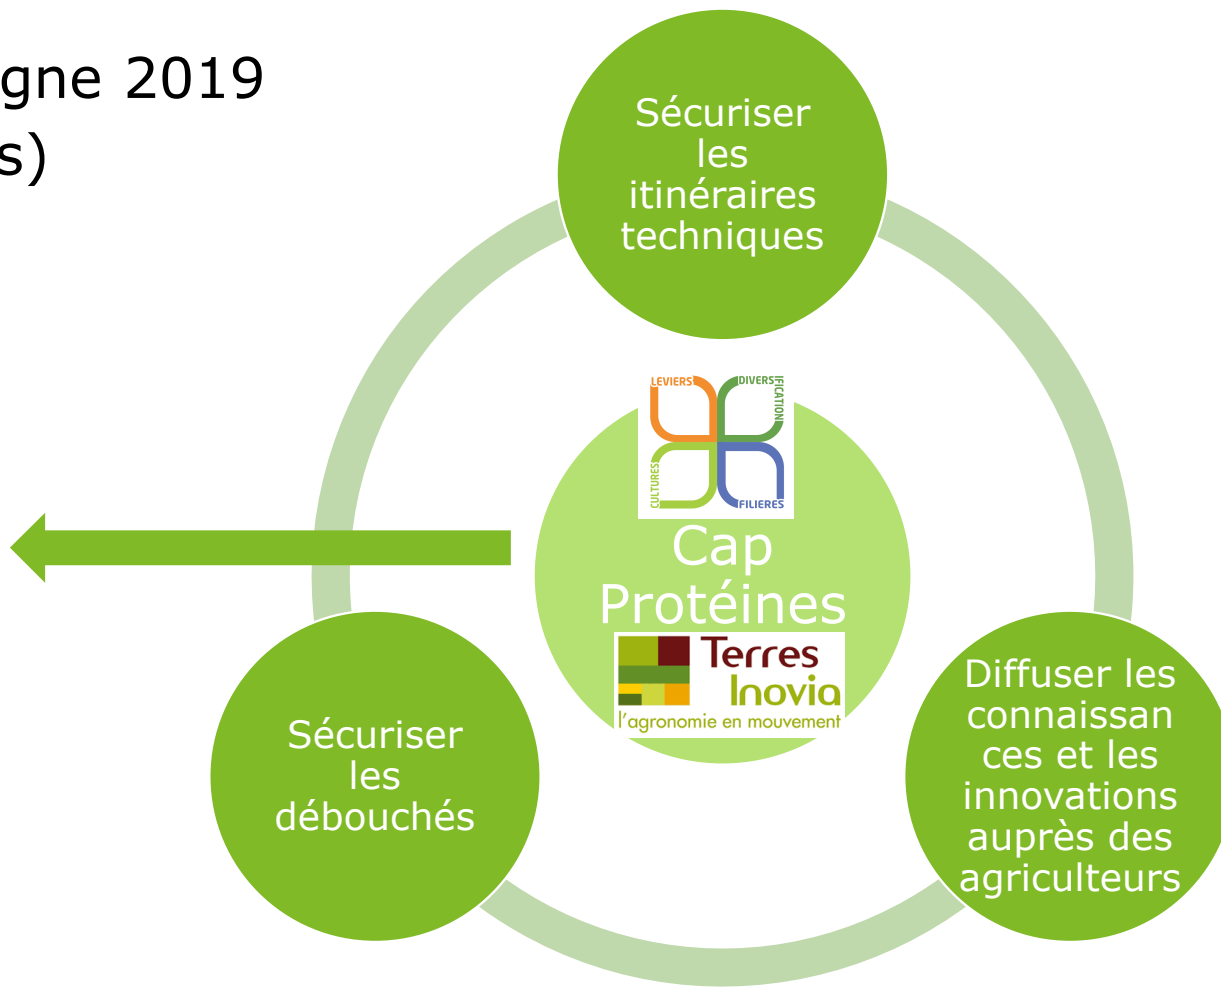 gne 2019
s)
Sécuriser
les
itinéraires
techniques
LEVIERS
DIVERSIFICATION
CULTURES
FILIERES
Cap
Protéines
Terres
Inovia
l'agronomie en mouvement
Sécuriser
les
débouchés
Diffuser les
connaissan
ces et les
innovations
auprès des
agriculteurs